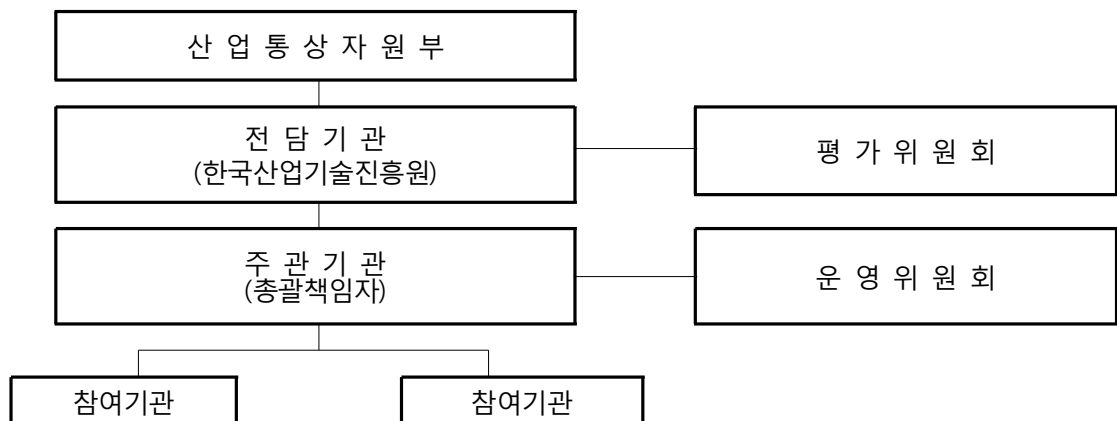 산 업 통 상 자 원 부
전 담 기 관
(한국산업기술진흥원)
평 가 위 원 회
주 관 기 관
(총괄책임자)
운 영 위 원 회
참여기관
참여기관